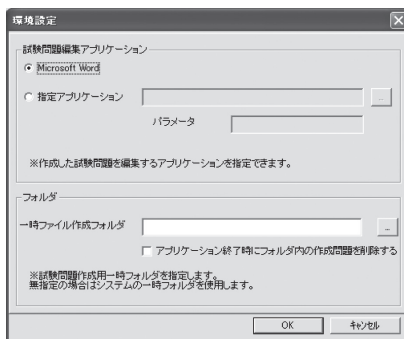 環境設定
試験問題編集アプリケーション
Microsoft Word
指定アプリケーション
...
パラメータ
※作成した試験問題を編集するアプリケーションを指定できます。
フォルダ
一時ファイル作成フォルダ
...
アプリケーション終了時にフォルダ内の作成問題を削除する
※試験問題作成用一時フォルダを指定します。
無指定の場合はシステムの一時フォルダを使用します。
OK キャンセル